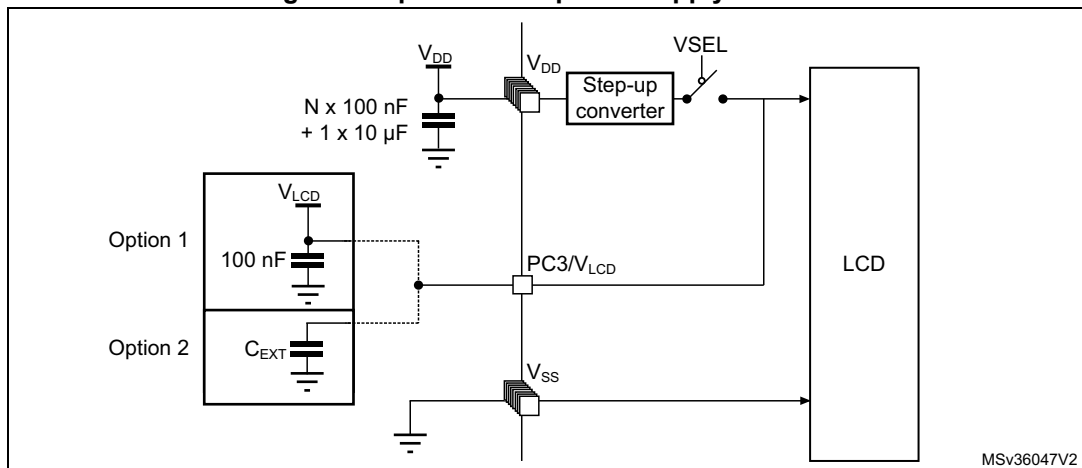 V_DD
V_DD
VSEL
Step-up
converter
N x 100 nF
+ 1 x 10 µF
V_LCD
Option 1
100 nF
PC3/V_LCD
LCD
Option 2
C_EXT
V_SS
MSv36047V2